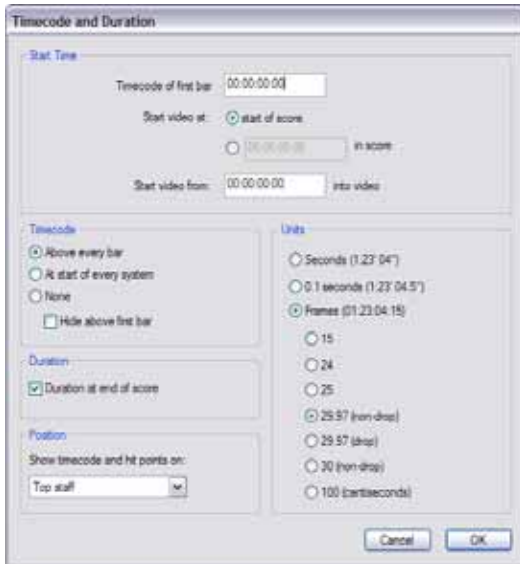 Timecode and Duration
Start Time
Timecode of first bar 00:00:00:00
Start video at: start of score
00:00:00:00 in score
Start video from: 00:00:00:00 into video
Timecode
Above every bar
At start of every system
None
Hide above first bar
Duration
Duration at end of score
Position
Show timecode and hit points on:
Top staff
Units
Seconds (1.23' 04")
0.1 seconds (1.23' 04.5")
Frames (01:23:04:15)
15
24
25
29.97 (non-drop)
29.97 (drop)
30 (non-drop)
100 (centiseconds)
Cancel OK